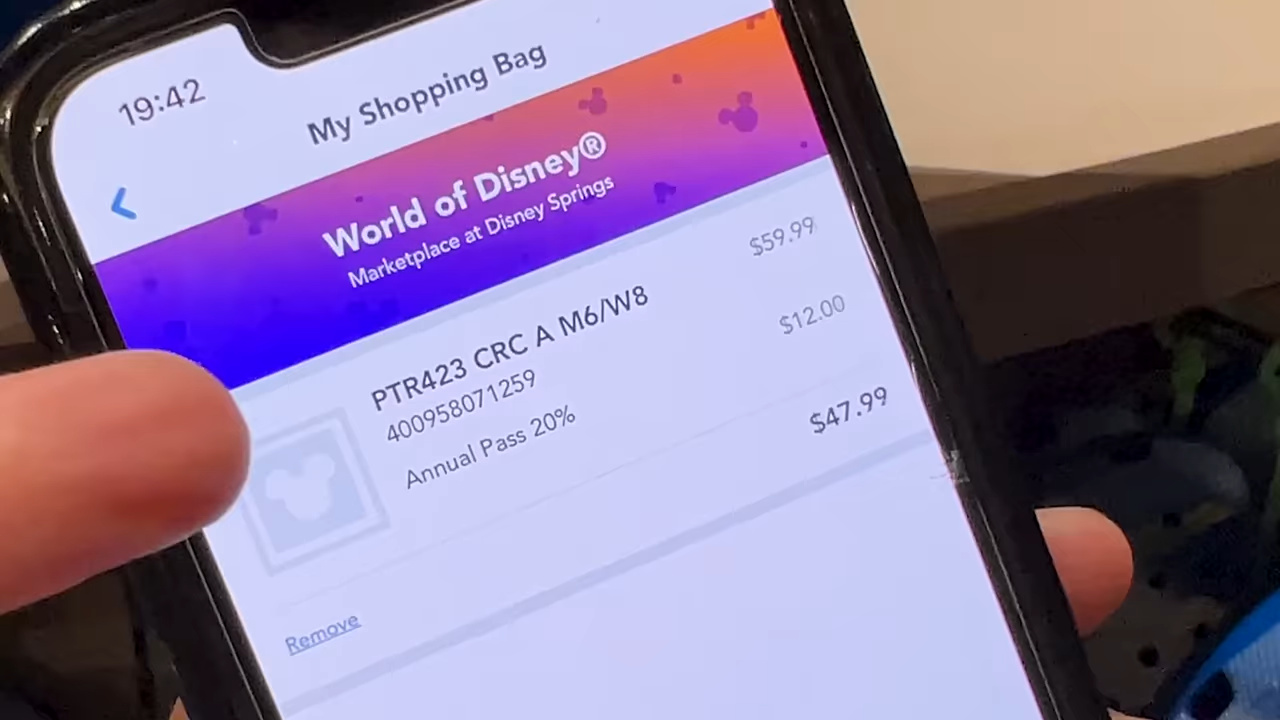 19:42
My Shopping Bag
World of Disney®
Marketplace at Disney Springs
PTR423 CRC A M6/W8 $59.99
400958071259
Annual Pass 20% $12.00
$47.99
Remove